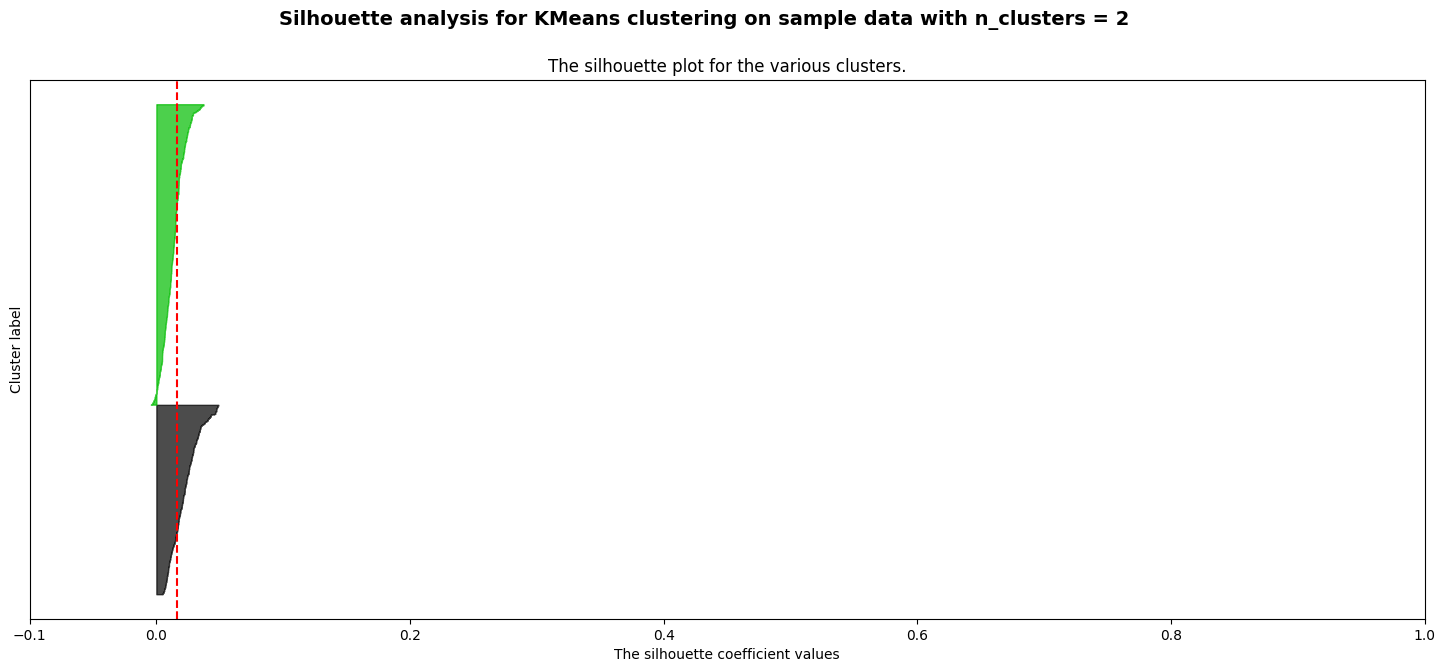 Silhouette analysis for KMeans clustering on sample data with n_clusters = 2
The silhouette plot for the various clusters.
Cluster label
−0.1 0.0 0.2 0.4 0.6 0.8 1.0
The silhouette coefficient values